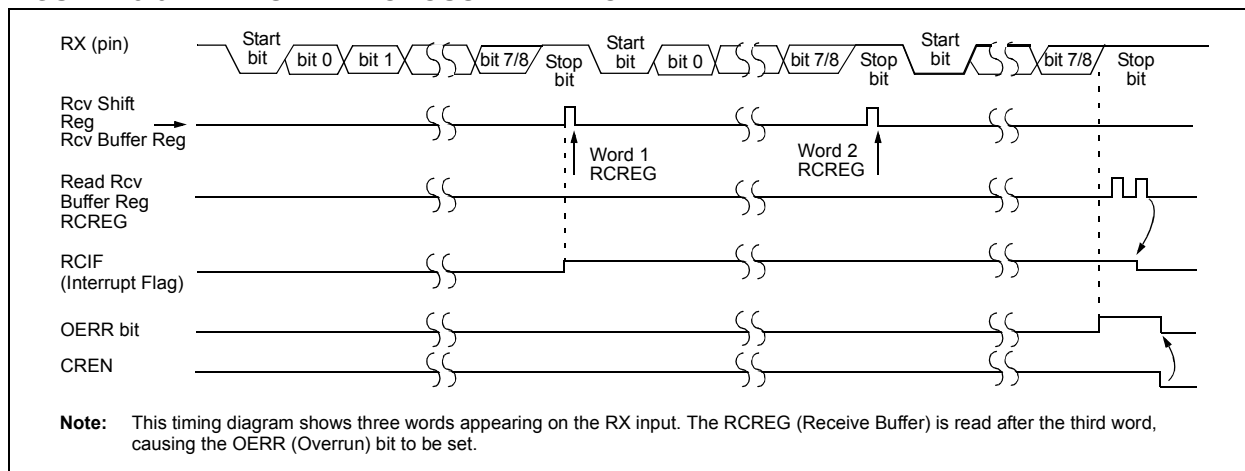 RX (pin)
Start bit
bit 0
bit 1
bit 7/8
Stop bit
Start bit
bit 0
bit 7/8
Stop bit
Start bit
bit 7/8
Stop bit
Rcv Shift
Reg
Rcv Buffer Reg
Word 1
RCREG
Word 2
RCREG
Read Rcv
Buffer Reg
RCREG
RCIF
(Interrupt Flag)
OERR bit
CREN
Note: This timing diagram shows three words appearing on the RX input. The RCREG (Receive Buffer) is read after the third word,
causing the OERR (Overrun) bit to be set.